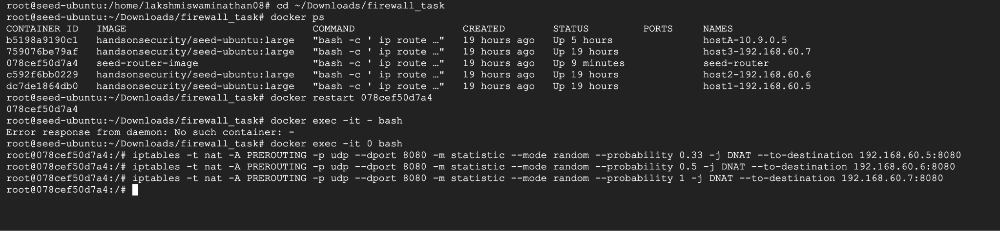 root@seed-ubuntu:/home/lakshmiswaminathan08# cd ~/Downloads/firewall_task
root@seed-ubuntu:~/Downloads/firewall_task# docker ps
CONTAINER ID   IMAGE                            COMMAND                  CREATED        STATUS         PORTS     NAMES
b5198a9190c1   handsonsecurity/seed-ubuntu:large   "bash -c ' ip route …"   19 hours ago   Up 5 hours               hostA-10.9.0.5
759076be79af   handsonsecurity/seed-ubuntu:large   "bash -c ' ip route …"   19 hours ago   Up 19 hours              host3-192.168.60.7
078cef50d7a4   seed-router-image                   "bash -c ' ip route …"   19 hours ago   Up 9 minutes             seed-router
c592f6bb0229   handsonsecurity/seed-ubuntu:large   "bash -c ' ip route …"   19 hours ago   Up 19 hours              host2-192.168.60.6
dc7de1864db0   handsonsecurity/seed-ubuntu:large   "bash -c ' ip route …"   19 hours ago   Up 19 hours              host1-192.168.60.5
root@seed-ubuntu:~/Downloads/firewall_task# docker restart 078cef50d7a4
078cef50d7a4
root@seed-ubuntu:~/Downloads/firewall_task# docker exec -it - bash
Error response from daemon: No such container: -
root@seed-ubuntu:~/Downloads/firewall_task# docker exec -it 0 bash
root@078cef50d7a4:/# iptables -t nat -A PREROUTING -p udp --dport 8080 -m statistic --mode random --probability 0.33 -j DNAT --to-destination 192.168.60.5:8080
root@078cef50d7a4:/# iptables -t nat -A PREROUTING -p udp --dport 8080 -m statistic --mode random --probability 0.5 -j DNAT --to-destination 192.168.60.6:8080
root@078cef50d7a4:/# iptables -t nat -A PREROUTING -p udp --dport 8080 -m statistic --mode random --probability 1 -j DNAT --to-destination 192.168.60.7:8080
root@078cef50d7a4:/#